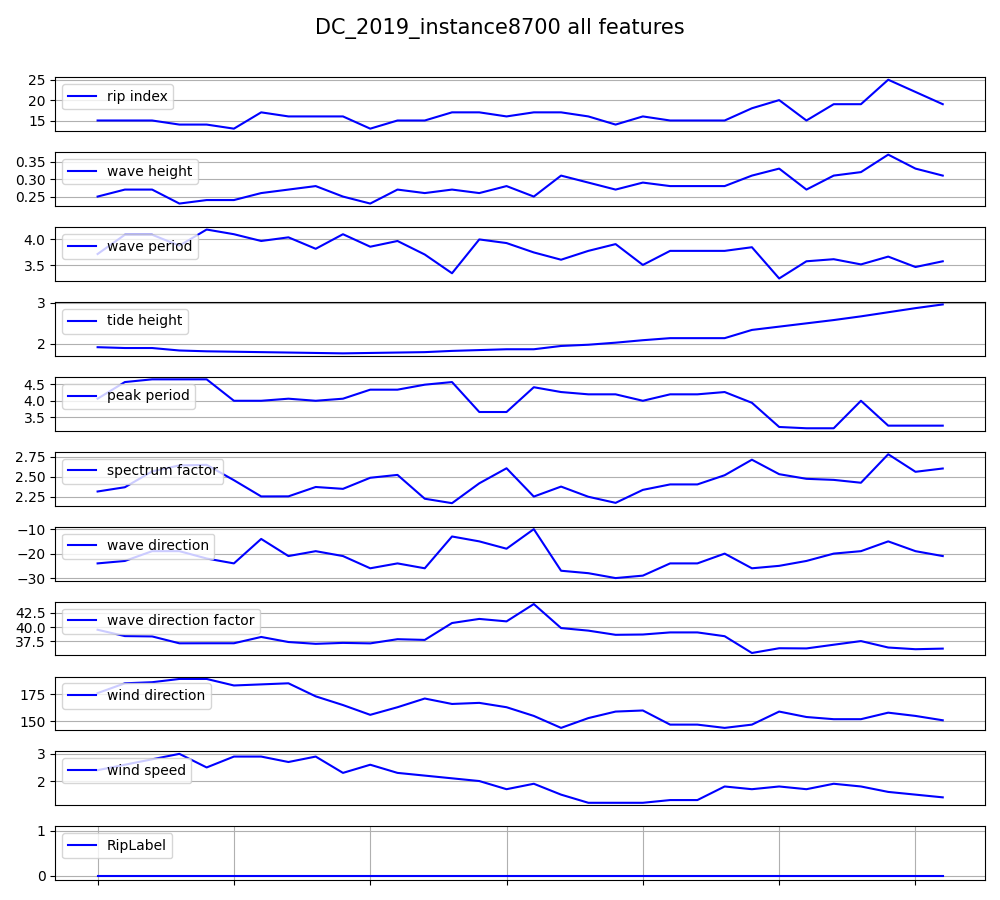 DC_2019_instance8700 all features
25
20
15
rip index
0.35
0.30
0.25
wave height
4.0
3.5
wave period
3
2
tide height
4.5
4.0
3.5
peak period
2.75
2.50
2.25
spectrum factor
−10
−20
−30
wave direction
42.5
40.0
37.5
wave direction factor
175
150
wind direction
3
2
wind speed
1
0
RipLabel